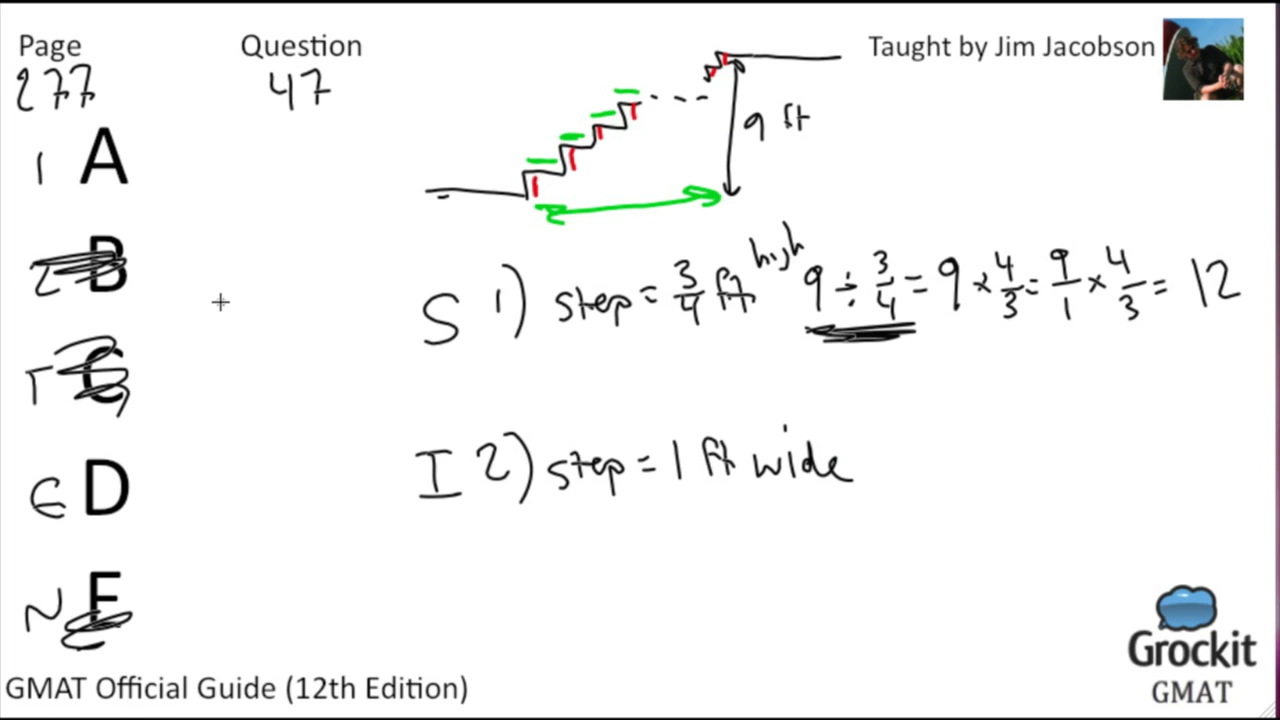 Page
Question
Taught by Jim Jacobson
277
47
9 ft
1 A
2 B
S 1) step = 3/4 ft high 9 ÷ 3/4 = 9 × 4/3 = 9/1 × 4/3 = 12
T C
I 2) step = 1 ft wide
E D
N E
GMAT Official Guide (12th Edition)
Grockit
GMAT